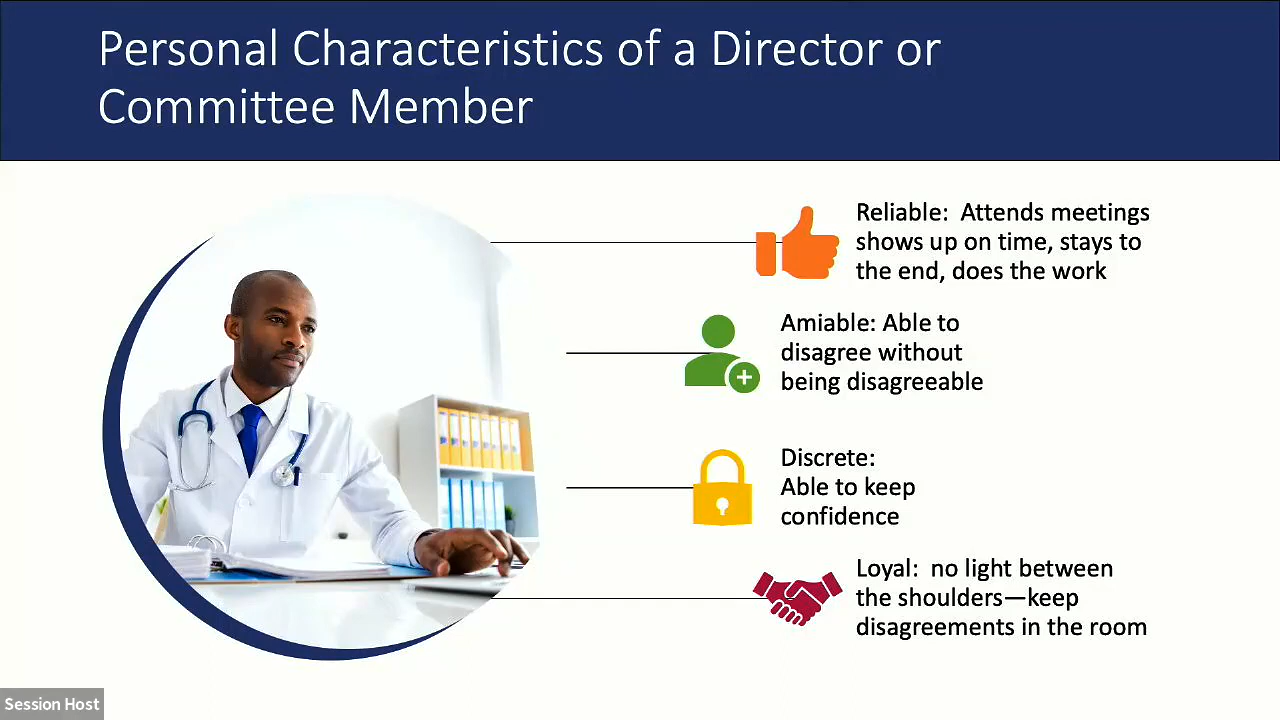 Personal Characteristics of a Director or
Committee Member
Reliable:  Attends meetings
shows up on time, stays to
the end, does the work
Amiable: Able to
disagree without
being disagreeable
Discrete:
Able to keep
confidence
Loyal:  no light between
the shoulders—keep
disagreements in the room
Session Host